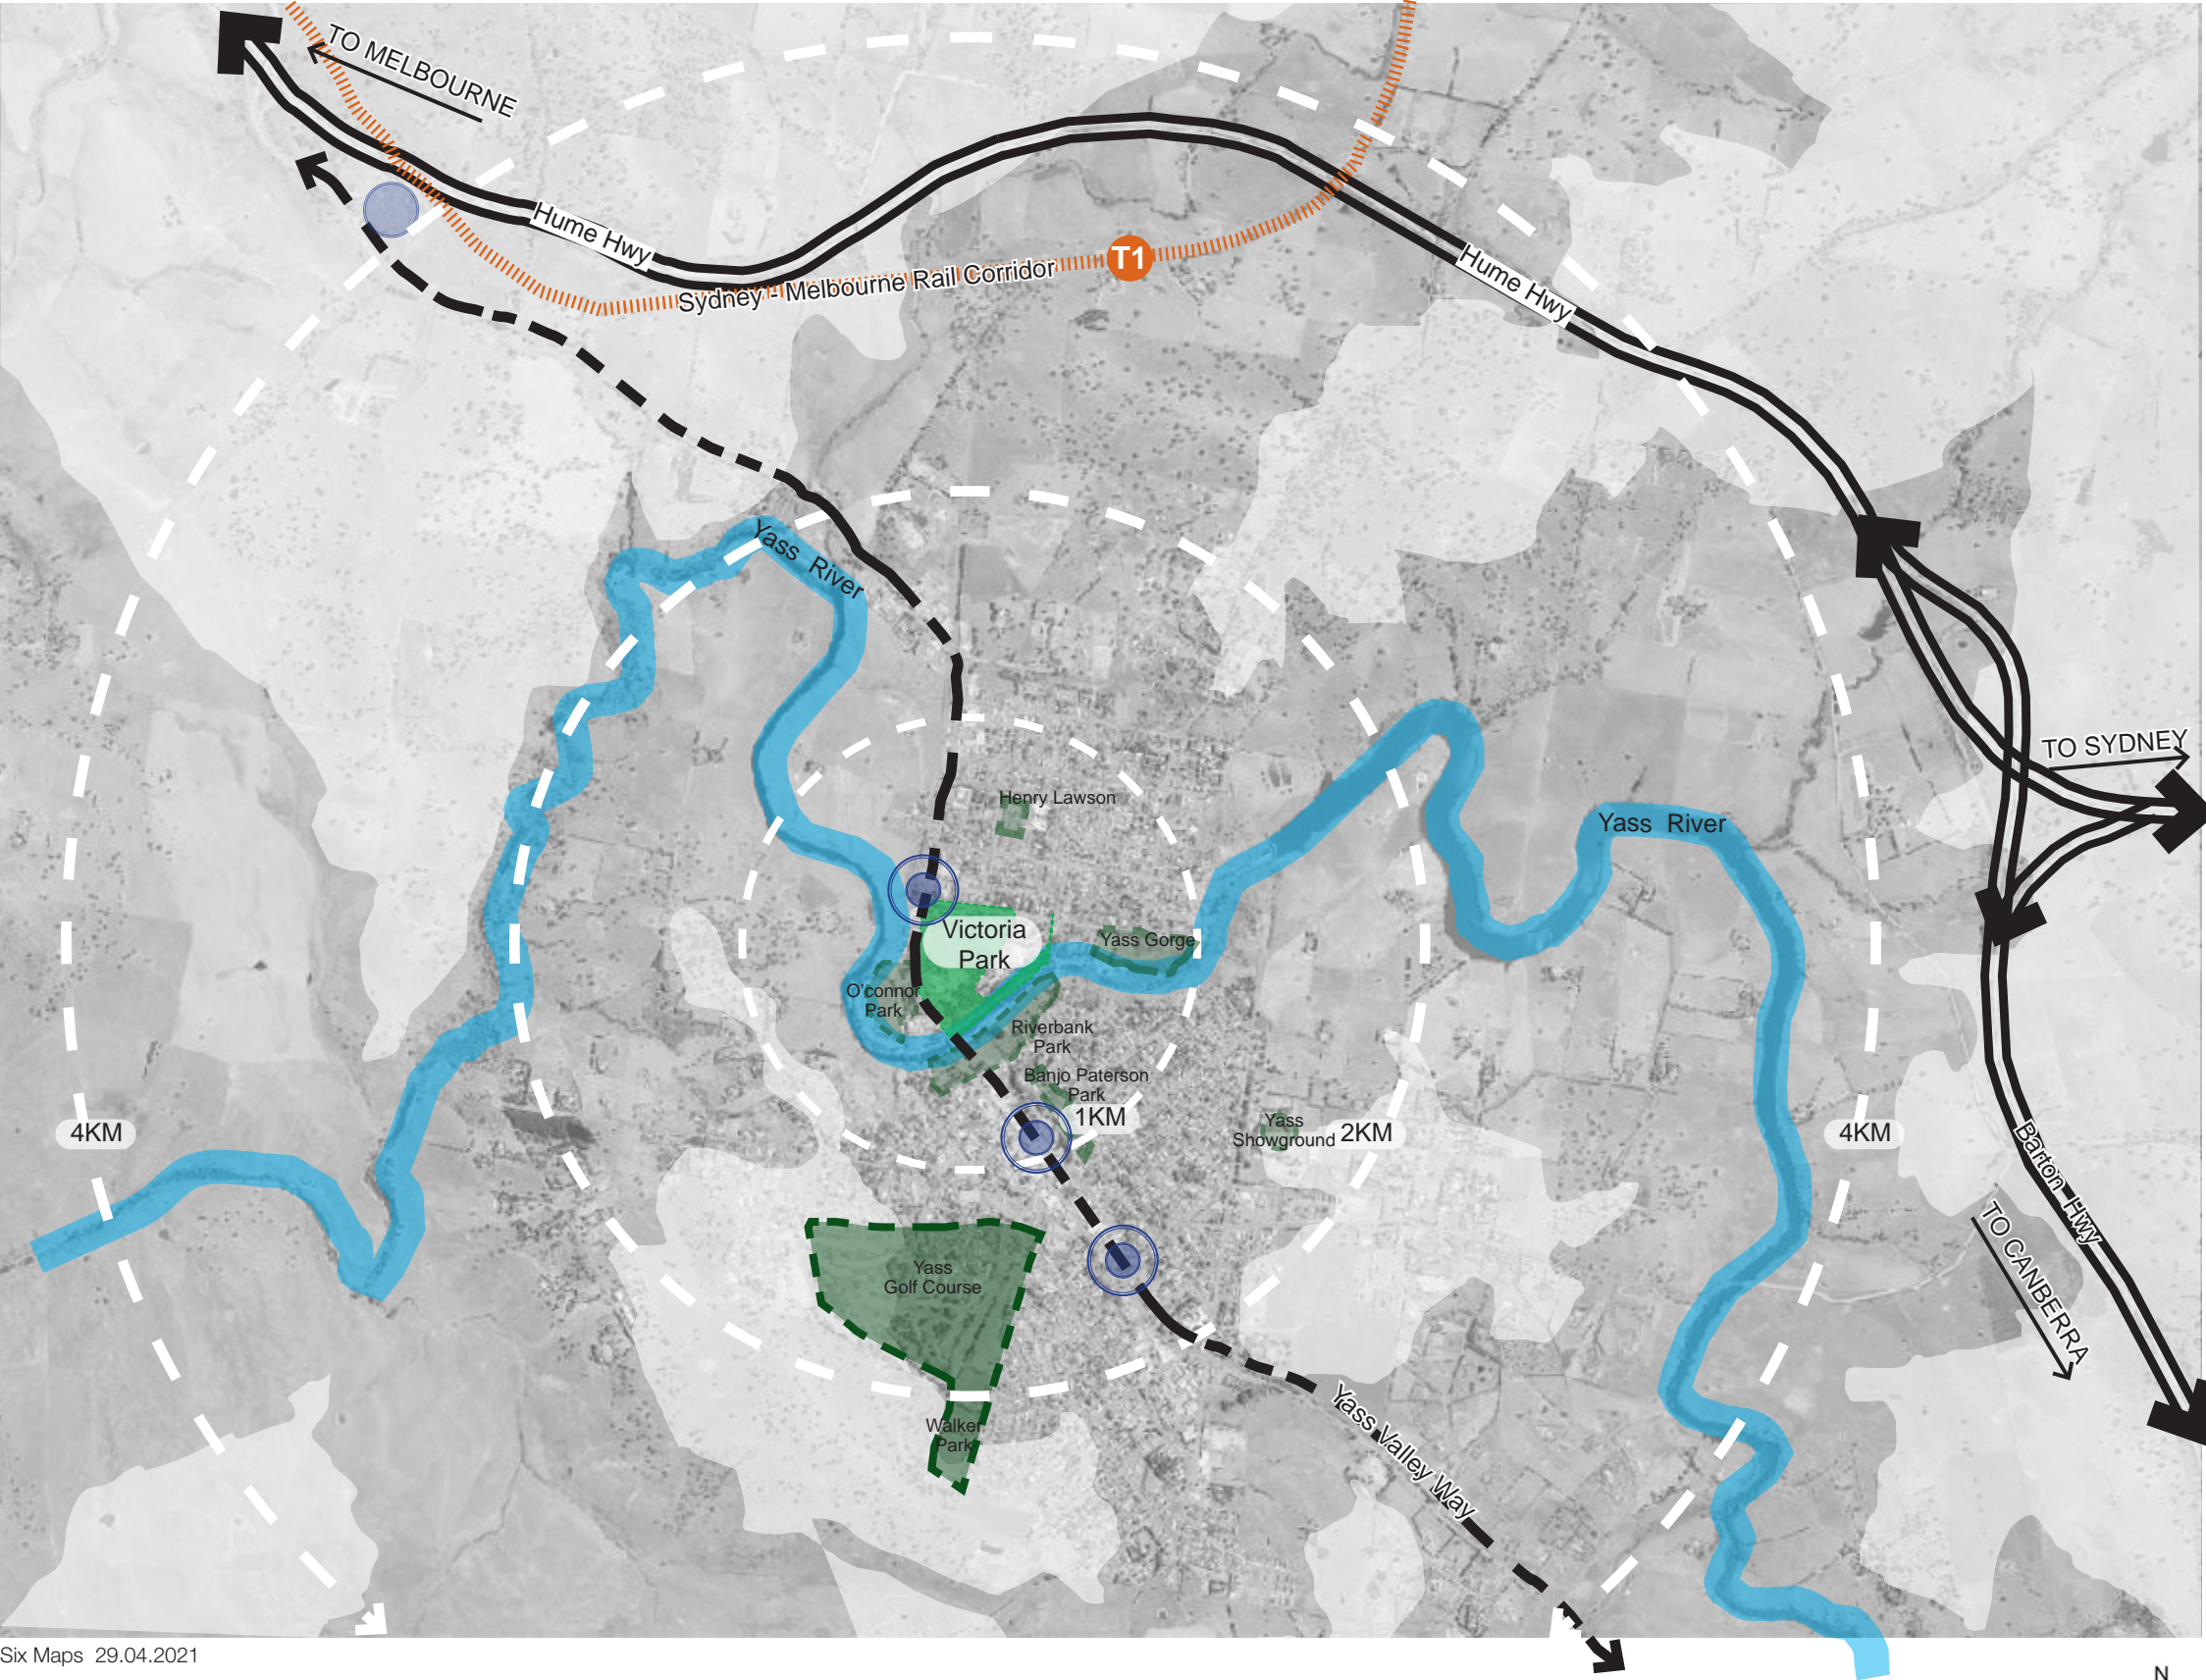 TO MELBOURNE
Hume Hwy
T1
Sydney - Melbourne Rail Corridor
Hume Hwy
Yass River
TO SYDNEY
Henry Lawson
Yass River
Victoria
Park
Yass Gorge
O'connor
Park
Riverbank
Park
Banjo Paterson
Park
1KM
Yass
Showground
2KM
4KM
4KM
Barton Hwy
TO CANBERRA
Yass
Golf Course
Walker
Park
Yass Valley Way
Six Maps 29.04.2021
N